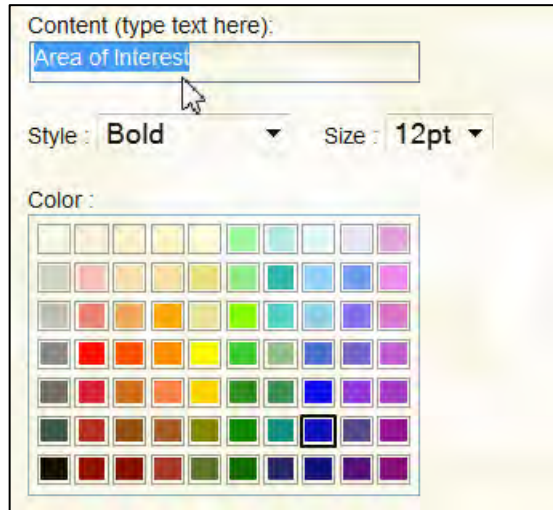 Content (type text here):
Area of Interest
Style : Bold Size : 12pt
Color :